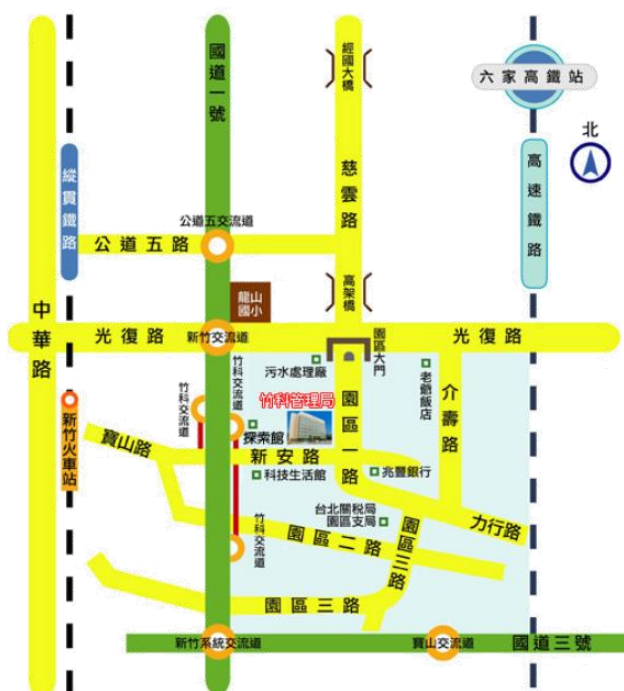 國道一號
經國大橋
六家高鐵站
北
縱貫鐵路
慈雲路
高速鐵路
公道五交流道
公道五路
中華路
龍山
國小
高架橋
光復路
新竹交流道
園區大門
光復路
污水處理廠
老爺飯店
竹科交流道
竹科交流道
竹科管理局
園區一路
介壽路
新竹火車站
寶山路
探索館
新安路
科技生活館
兆豐銀行
台北關稅局
園區支局
力行路
竹科交流道
園區二路
園區三路
園區三路
新竹系統交流道
寶山交流道
國道三號